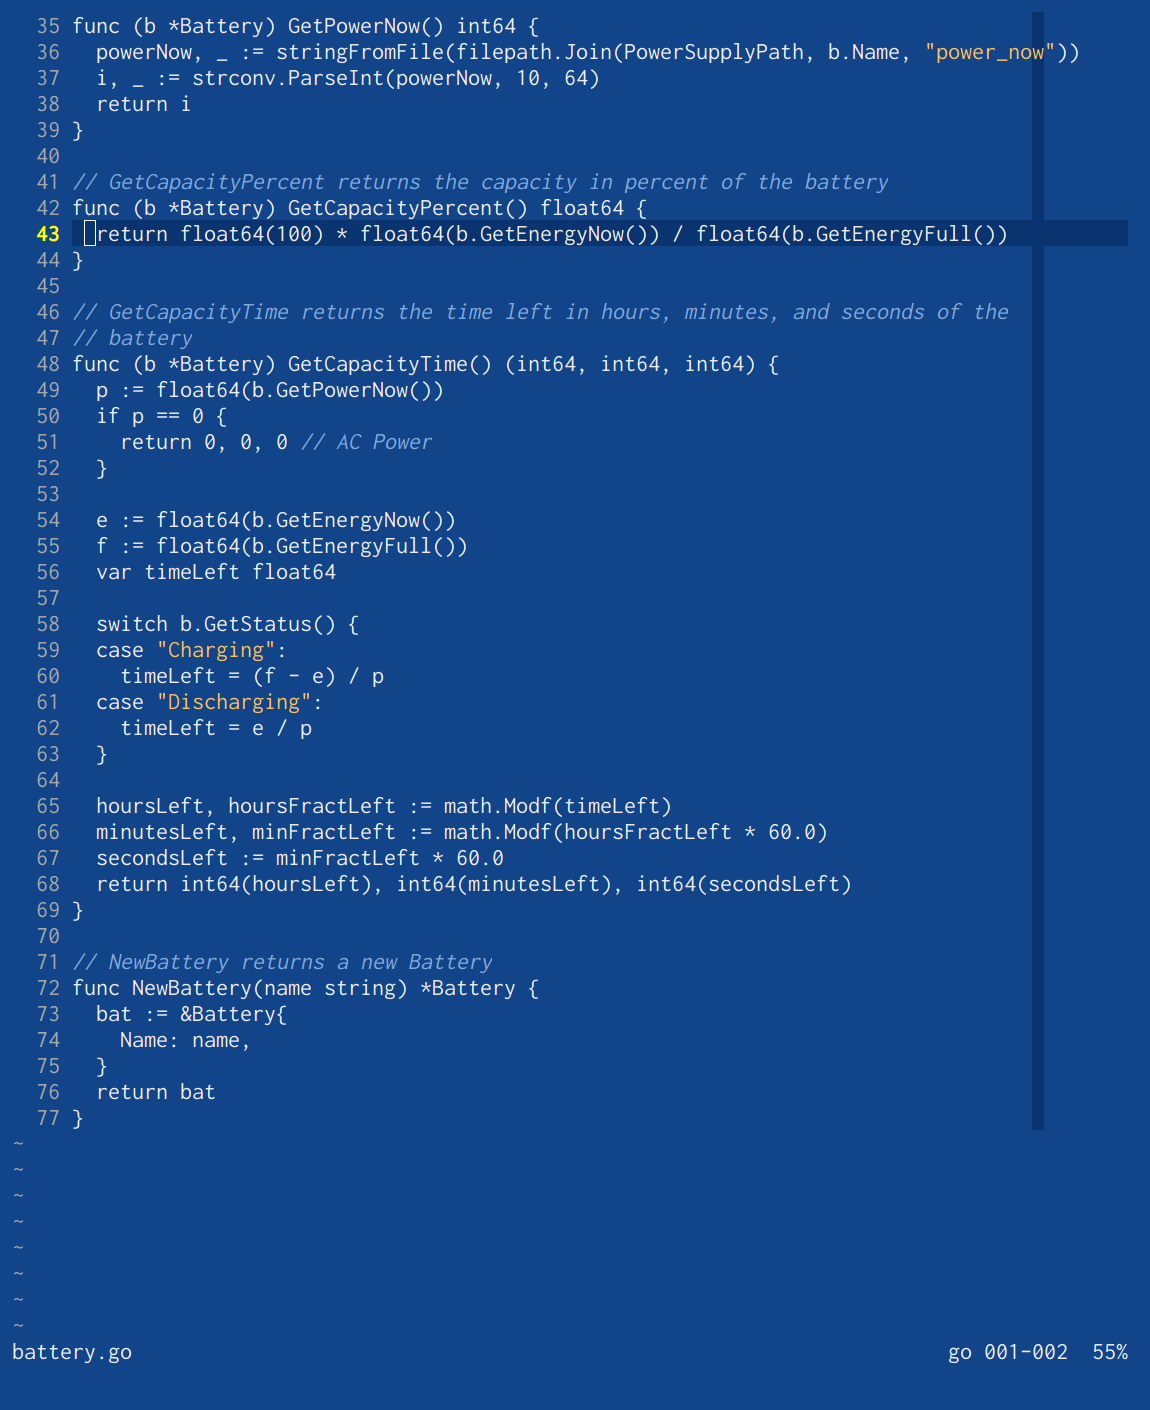 35 func (b *Battery) GetPowerNow() int64 {
36   powerNow, _ := stringFromFile(filepath.Join(PowerSupplyPath, b.Name, "power_now"))
37   i, _ := strconv.ParseInt(powerNow, 10, 64)
38   return i
39 }
40
41 // GetCapacityPercent returns the capacity in percent of the battery
42 func (b *Battery) GetCapacityPercent() float64 {
43   return float64(100) * float64(b.GetEnergyNow()) / float64(b.GetEnergyFull())
44 }
45
46 // GetCapacityTime returns the time left in hours, minutes, and seconds of the
47 // battery
48 func (b *Battery) GetCapacityTime() (int64, int64, int64) {
49   p := float64(b.GetPowerNow())
50   if p == 0 {
51     return 0, 0, 0 // AC Power
52   }
53
54   e := float64(b.GetEnergyNow())
55   f := float64(b.GetEnergyFull())
56   var timeLeft float64
57
58   switch b.GetStatus() {
59   case "Charging":
60     timeLeft = (f - e) / p
61   case "Discharging":
62     timeLeft = e / p
63   }
64
65   hoursLeft, hoursFractLeft := math.Modf(timeLeft)
66   minutesLeft, minFractLeft := math.Modf(hoursFractLeft * 60.0)
67   secondsLeft := minFractLeft * 60.0
68   return int64(hoursLeft), int64(minutesLeft), int64(secondsLeft)
69 }
70
71 // NewBattery returns a new Battery
72 func NewBattery(name string) *Battery {
73   bat := &Battery{
74     Name: name,
75   }
76   return bat
77 }
~
~
~
~
~
~
~
~
battery.go go 001-002 55%